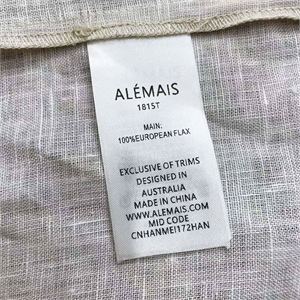 ALÉMAIS
1815T
MAIN:
100%EUROPEAN FLAX
EXCLUSIVE OF TRIMS
DESIGNED IN
AUSTRALIA
MADE IN CHINA
WWW.ALEMAIS.COM
MID CODE
CNHANMEI172HAN